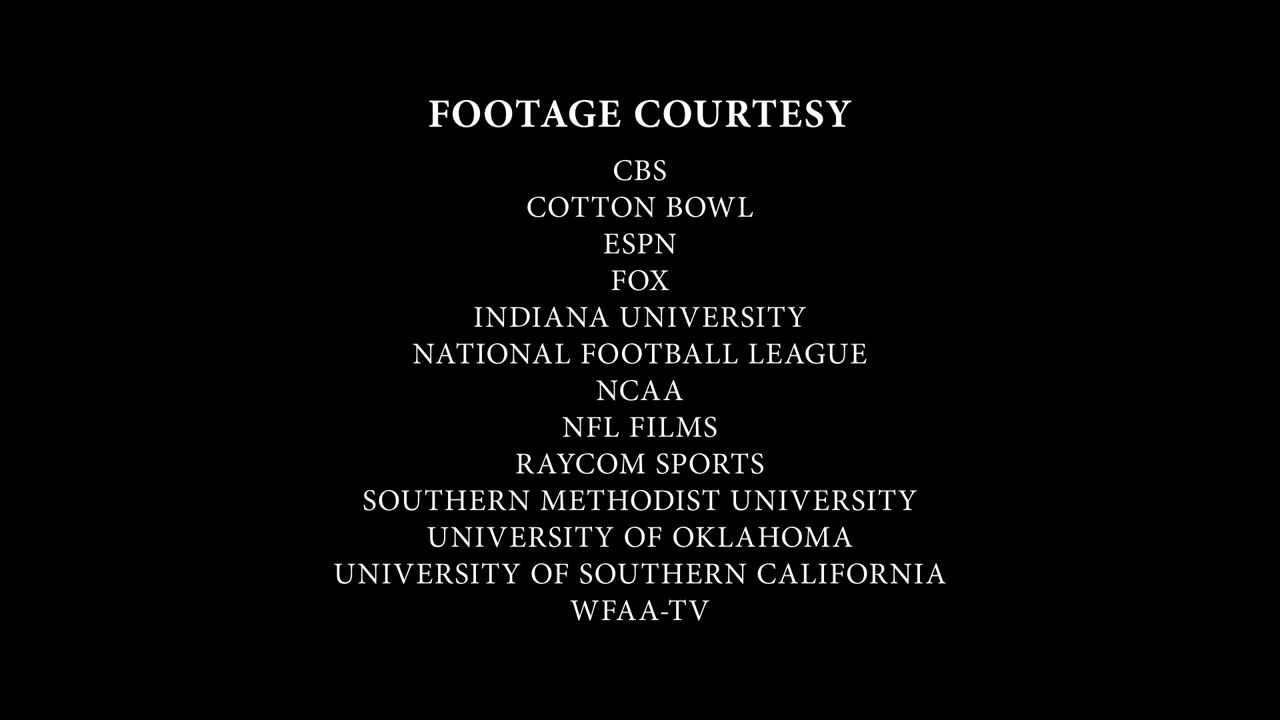 FOOTAGE COURTESY
CBS
COTTON BOWL
ESPN
FOX
INDIANA UNIVERSITY
NATIONAL FOOTBALL LEAGUE
NCAA
NFL FILMS
RAYCOM SPORTS
SOUTHERN METHODIST UNIVERSITY
UNIVERSITY OF OKLAHOMA
UNIVERSITY OF SOUTHERN CALIFORNIA
WFAA-TV